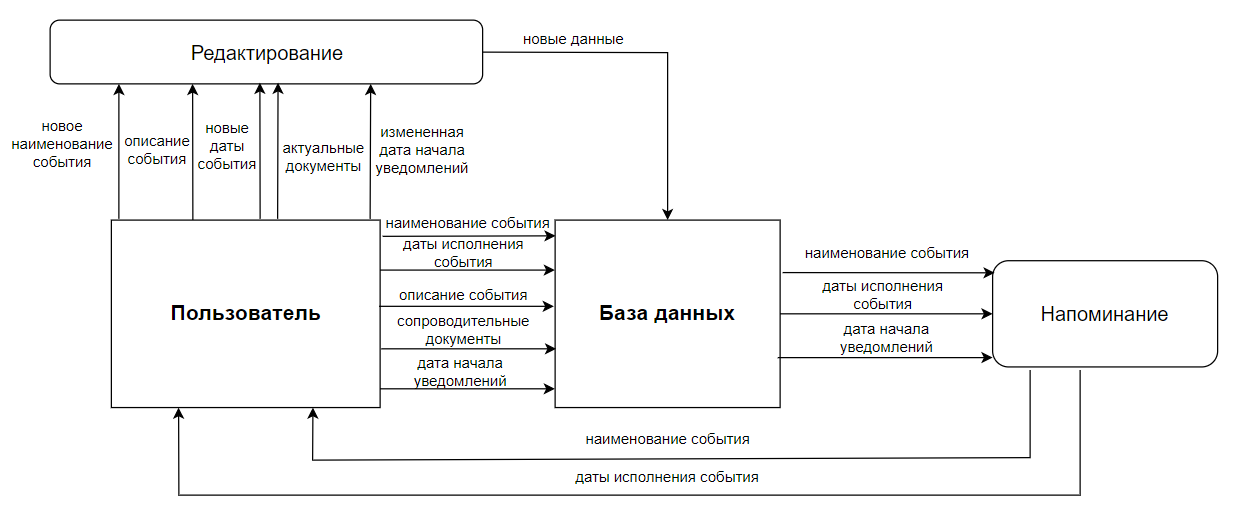 Редактирование
новые данные
новое
наименование
события
описание
события
новые
даты
события
актуальные
документы
измененная
дата начала
уведомлений
Пользователь
наименование события
даты исполнения
события
описание события
сопроводительные
документы
дата начала
уведомлений
База данных
наименование события
даты исполнения
события
дата начала
уведомлений
Напоминание
наименование события
даты исполнения события